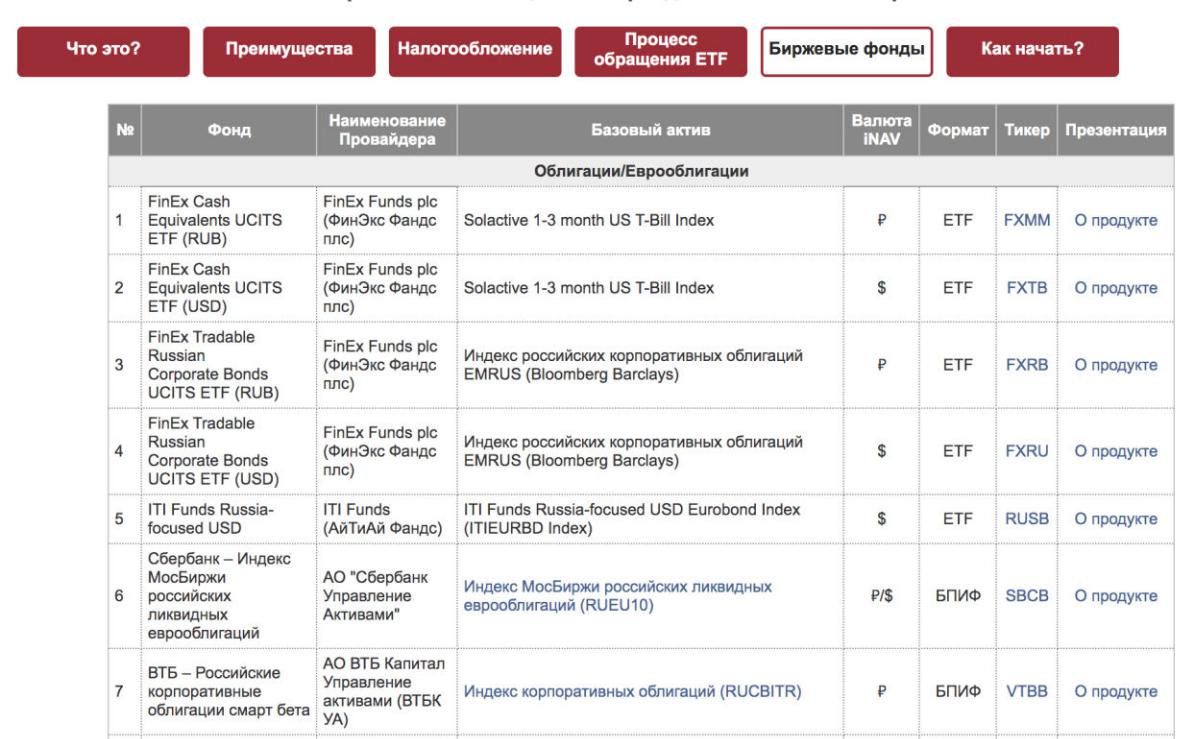 Что это?
Преимущества
Налогообложение
Процесс
обращения ETF
Биржевые фонды
Как начать?
№
Фонд
Наименование
Провайдера
Базовый актив
Валюта
iNAV
Формат
Тикер
Презентация
Облигации/Еврооблигации
1
FinEx Cash
Equivalents UCITS
ETF (RUB)
FinEx Funds plc
(ФинЭкс Фандс
плс)
Solactive 1-3 month US T-Bill Index
₽
ETF
FXMM
О продукте
2
FinEx Cash
Equivalents UCITS
ETF (USD)
FinEx Funds plc
(ФинЭкс Фандс
плс)
Solactive 1-3 month US T-Bill Index
$
ETF
FXTB
О продукте
3
FinEx Tradable
Russian
Corporate Bonds
UCITS ETF (RUB)
FinEx Funds plc
(ФинЭкс Фандс
плс)
Индекс российских корпоративных облигаций
EMRUS (Bloomberg Barclays)
₽
ETF
FXRB
О продукте
4
FinEx Tradable
Russian
Corporate Bonds
UCITS ETF (USD)
FinEx Funds plc
(ФинЭкс Фандс
плс)
Индекс российских корпоративных облигаций
EMRUS (Bloomberg Barclays)
$
ETF
FXRU
О продукте
5
ITI Funds Russia-
focused USD
ITI Funds
(АйТиАй Фандс)
ITI Funds Russia-focused USD Eurobond Index
(ITIEURBD Index)
$
ETF
RUSB
О продукте
6
Сбербанк – Индекс
МосБиржи
российских
ликвидных
еврооблигаций
АО "Сбербанк
Управление
Активами"
Индекс МосБиржи российских ликвидных
еврооблигаций (RUEU10)
₽/$
БПИФ
SBCB
О продукте
7
ВТБ – Российские
корпоративные
облигации смарт бета
АО ВТБ Капитал
Управление
активами (ВТБК
УА)
Индекс корпоративных облигаций (RUCBITR)
₽
БПИФ
VTBB
О продукте